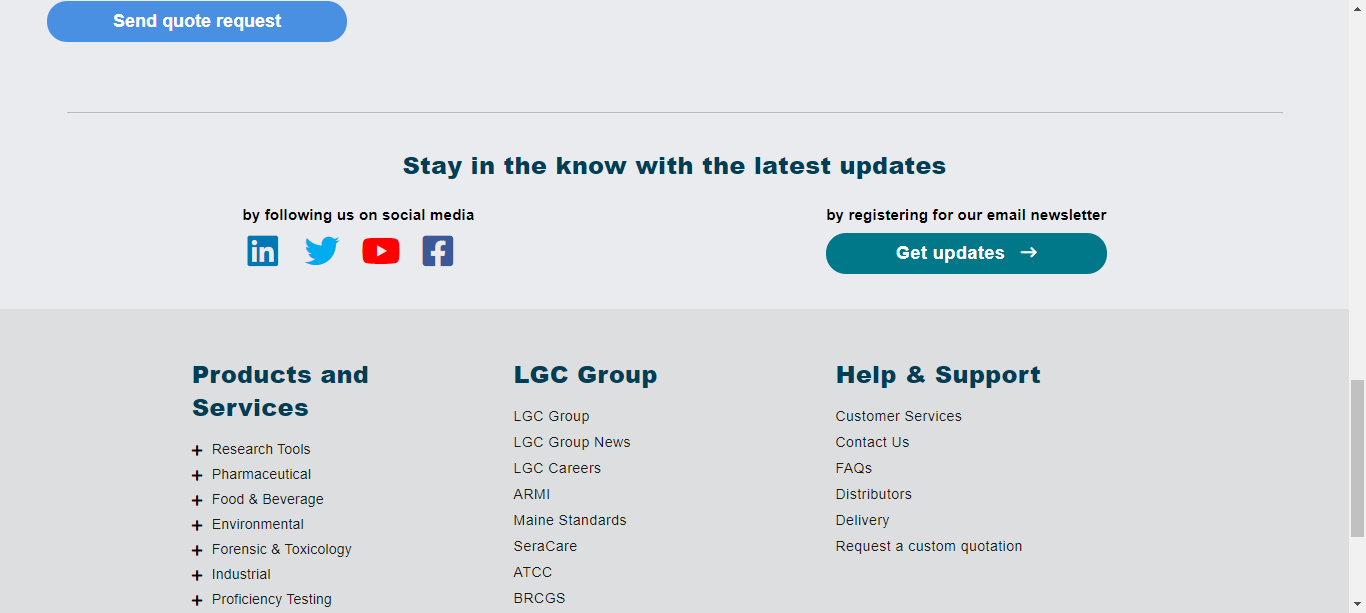 Send quote request
Stay in the know with the latest updates
by following us on social media
by registering for our email newsletter
in
Get updates →
Products and
Services
Research Tools
Pharmaceutical
Food & Beverage
Environmental
Forensic & Toxicology
Industrial
Proficiency Testing
LGC Group
LGC Group
LGC Group News
LGC Careers
ARMI
Maine Standards
SeraCare
ATCC
BRCGS
Help & Support
Customer Services
Contact Us
FAQs
Distributors
Delivery
Request a custom quotation